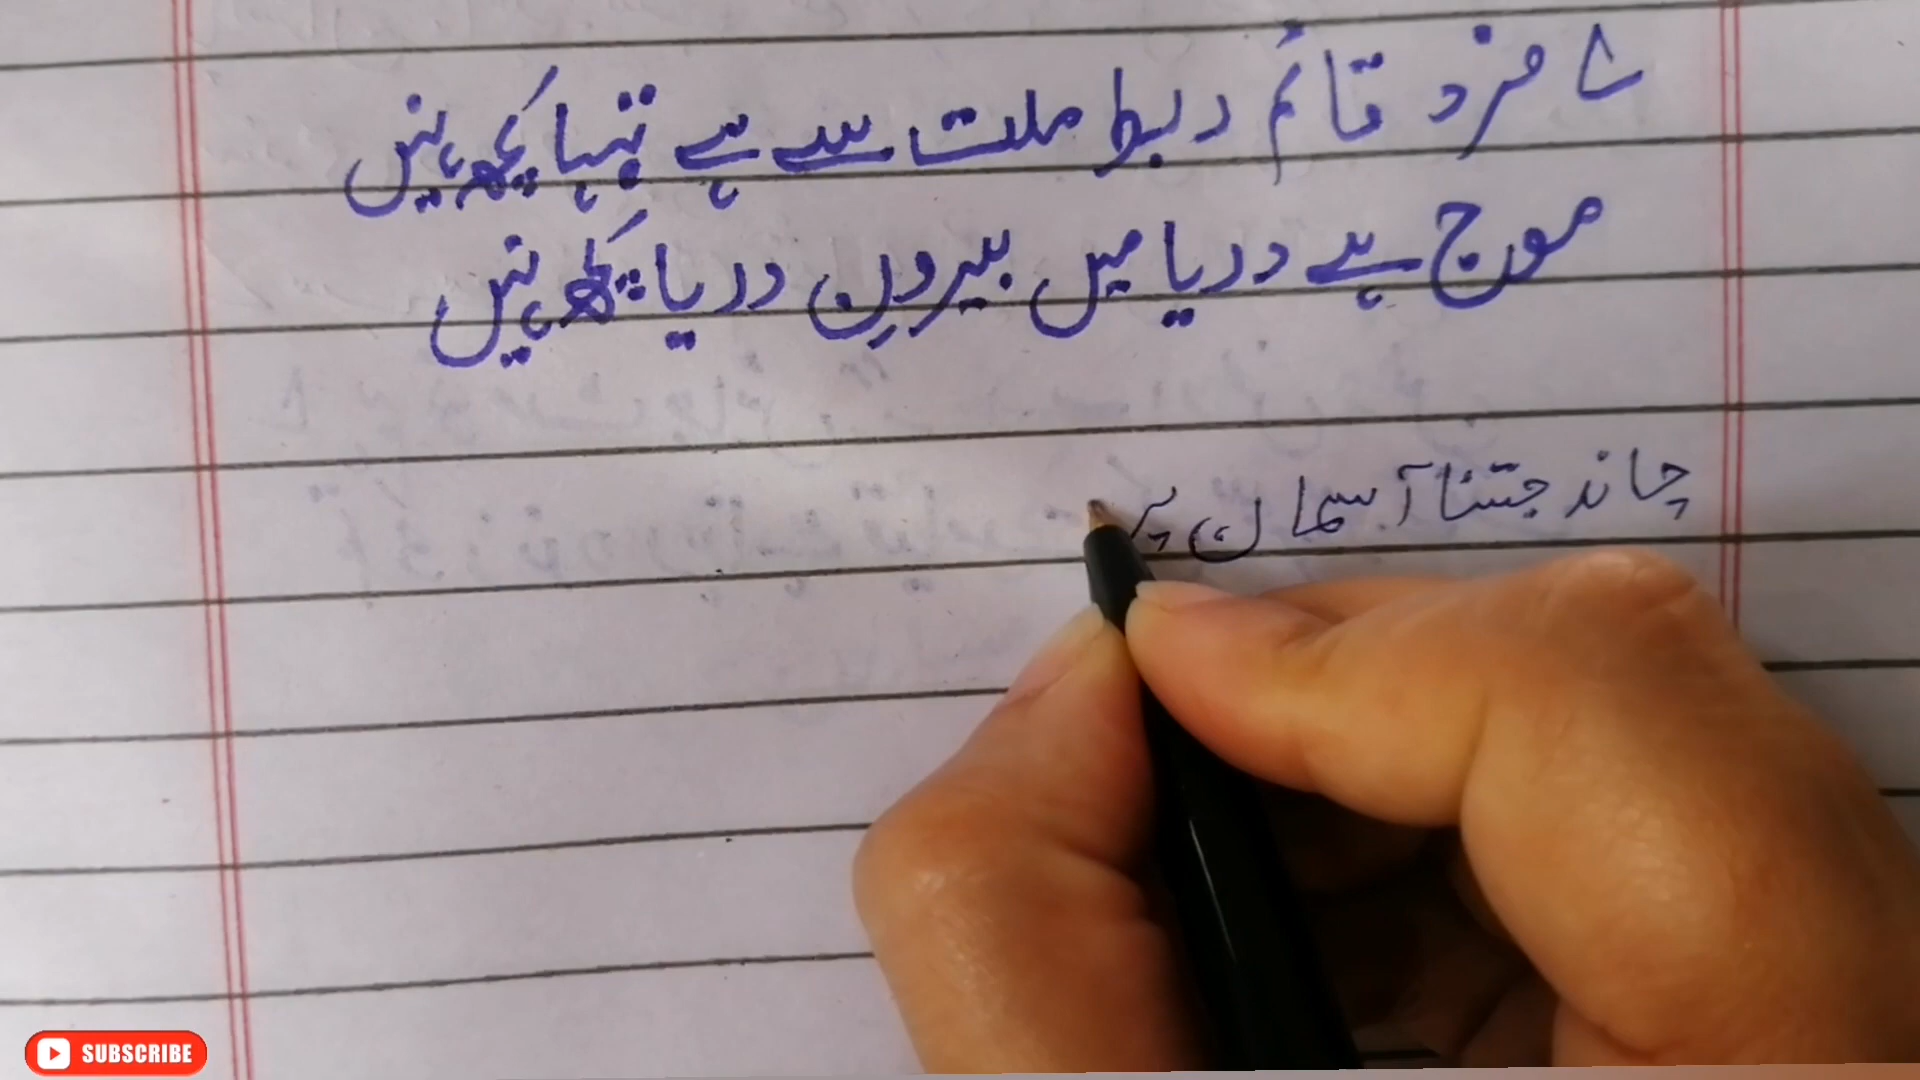 ؎ فرد قائم ربط ملت سے ہے تنہا کچھ نہیں
موج ہے دریا میں بیرونِ دریا کچھ نہیں
چاند جتنا آسمان پر
SUBSCRIBE